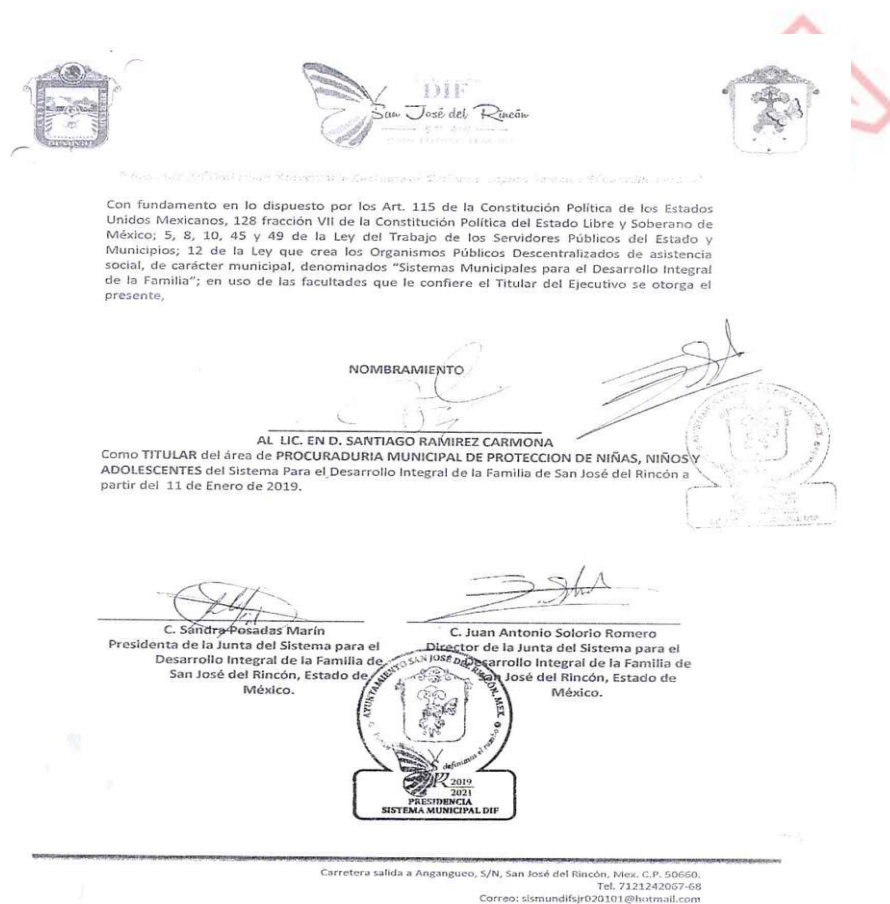 DIF
San José del Rincón
Con fundamento en lo dispuesto por los Art. 115 de la Constitución Política de los Estados
Unidos Mexicanos, 128 fracción VII de la Constitución Política del Estado Libre y Soberano de
México; 5, 8, 10, 45 y 49 de la Ley del Trabajo de los Servidores Públicos del Estado y
Municipios; 12 de la Ley que crea los Organismos Públicos Descentralizados de asistencia
social, de carácter municipal, denominados "Sistemas Municipales para el Desarrollo Integral
de la Familia"; en uso de las facultades que le confiere el Titular del Ejecutivo se otorga el
presente,
NOMBRAMIENTO
AL LIC. EN D. SANTIAGO RAMIREZ CARMONA
Como TITULAR del área de PROCURADURIA MUNICIPAL DE PROTECCION DE NIÑAS, NIÑOS Y
ADOLESCENTES del Sistema Para el Desarrollo Integral de la Familia de San José del Rincón a
partir del 11 de Enero de 2019.
C. Sandra Posadas Marín
Presidenta de la Junta del Sistema para el
Desarrollo Integral de la Familia de
San José del Rincón, Estado de
México.
C. Juan Antonio Solorio Romero
Director de la Junta del Sistema para el
Desarrollo Integral de la Familia de
San José del Rincón, Estado de
México.
AYUNTAMIENTO SAN JOSÉ DEL RINCÓN, MEX.
definimos el rumbo
2019
2021
PRESIDENCIA
SISTEMA MUNICIPAL DIF
Carretera salida a Angangueo, S/N, San José del Rincón, Mex. C.P. 50660.
Tel. 7121242067-68
Correo: sismundifsjr020101@hotmail.com